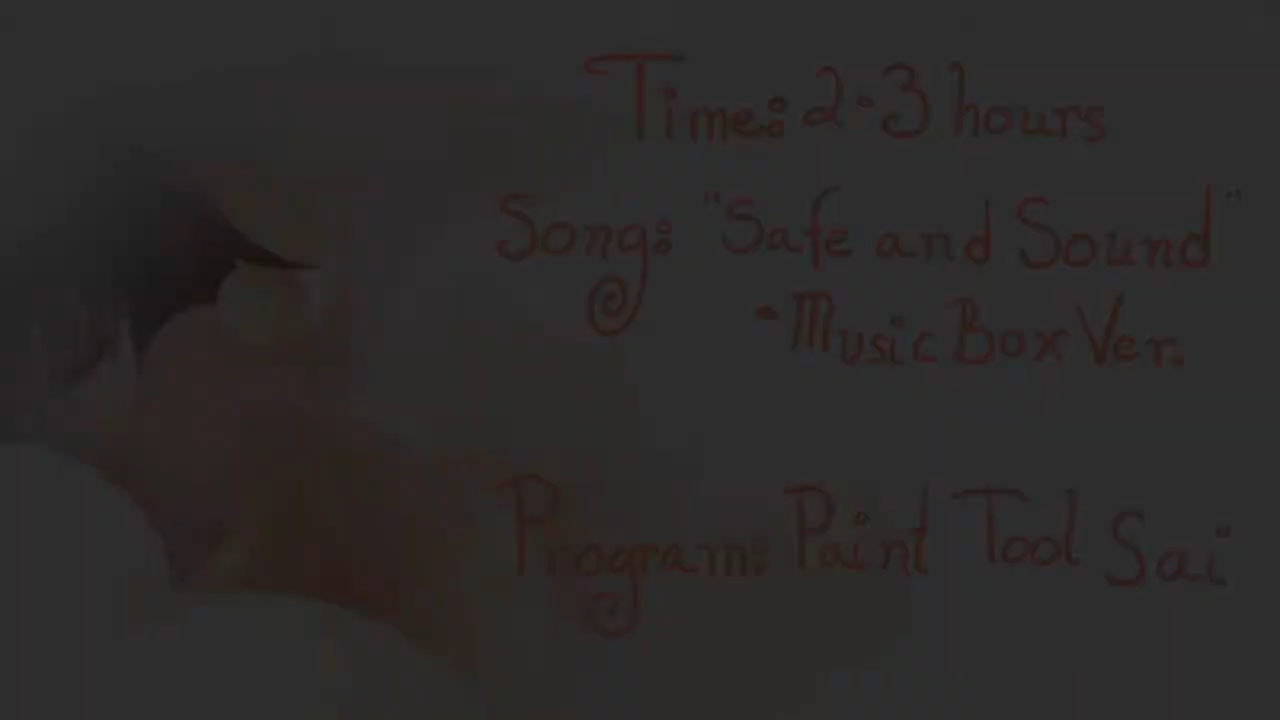 Time: 2-3 hours
Song: "Safe and Sound"
-Music Box Ver.
Program: Paint Tool Sai